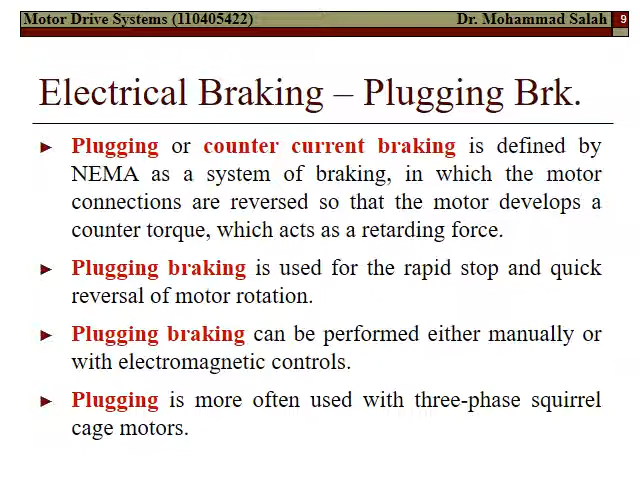 Motor Drive Systems (110405422) Dr. Mohammad Salah 9
Electrical Braking – Plugging Brk.
► Plugging or counter current braking is defined by
NEMA as a system of braking, in which the motor
connections are reversed so that the motor develops a
counter torque, which acts as a retarding force.
► Plugging braking is used for the rapid stop and quick
reversal of motor rotation.
► Plugging braking can be performed either manually or
with electromagnetic controls.
► Plugging is more often used with three-phase squirrel
cage motors.